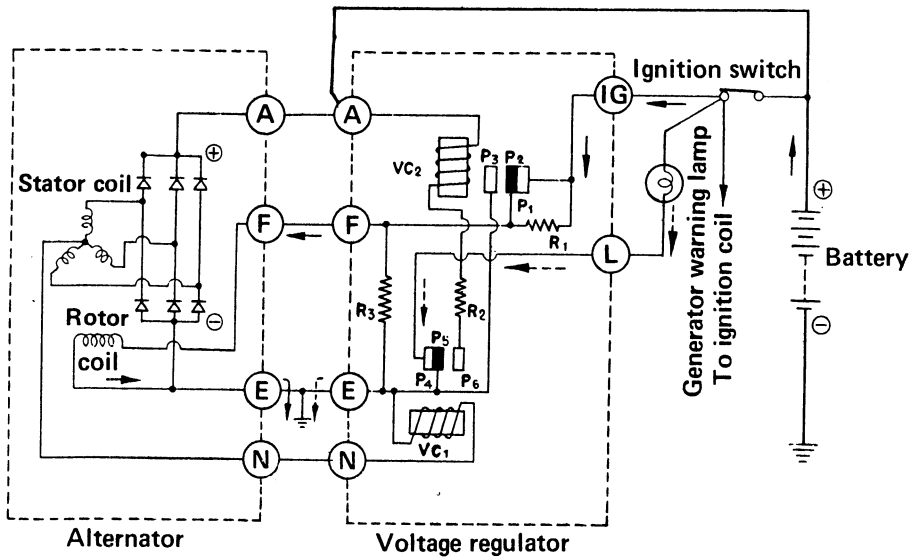 Ignition switch
IG
A
A
VC2
P3
P2
P1
R1
Stator coil
F
F
L
Generator warning lamp
To ignition coil
Battery
R3
R2
P5
Rotor
coil
P4
P6
E
E
VC1
N
N
Alternator
Voltage regulator
⊕
⊖
⊕
⊖